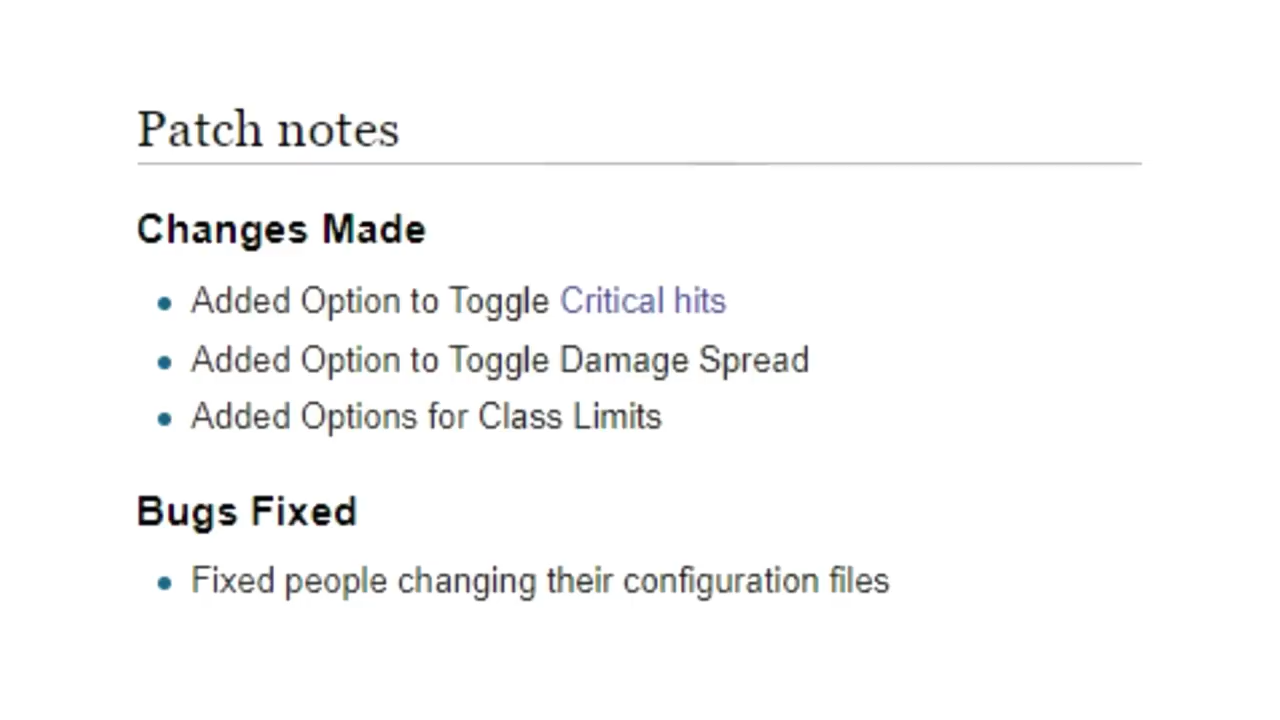 Patch notes
Changes Made
Added Option to Toggle Critical hits
Added Option to Toggle Damage Spread
Added Options for Class Limits
Bugs Fixed
Fixed people changing their configuration files